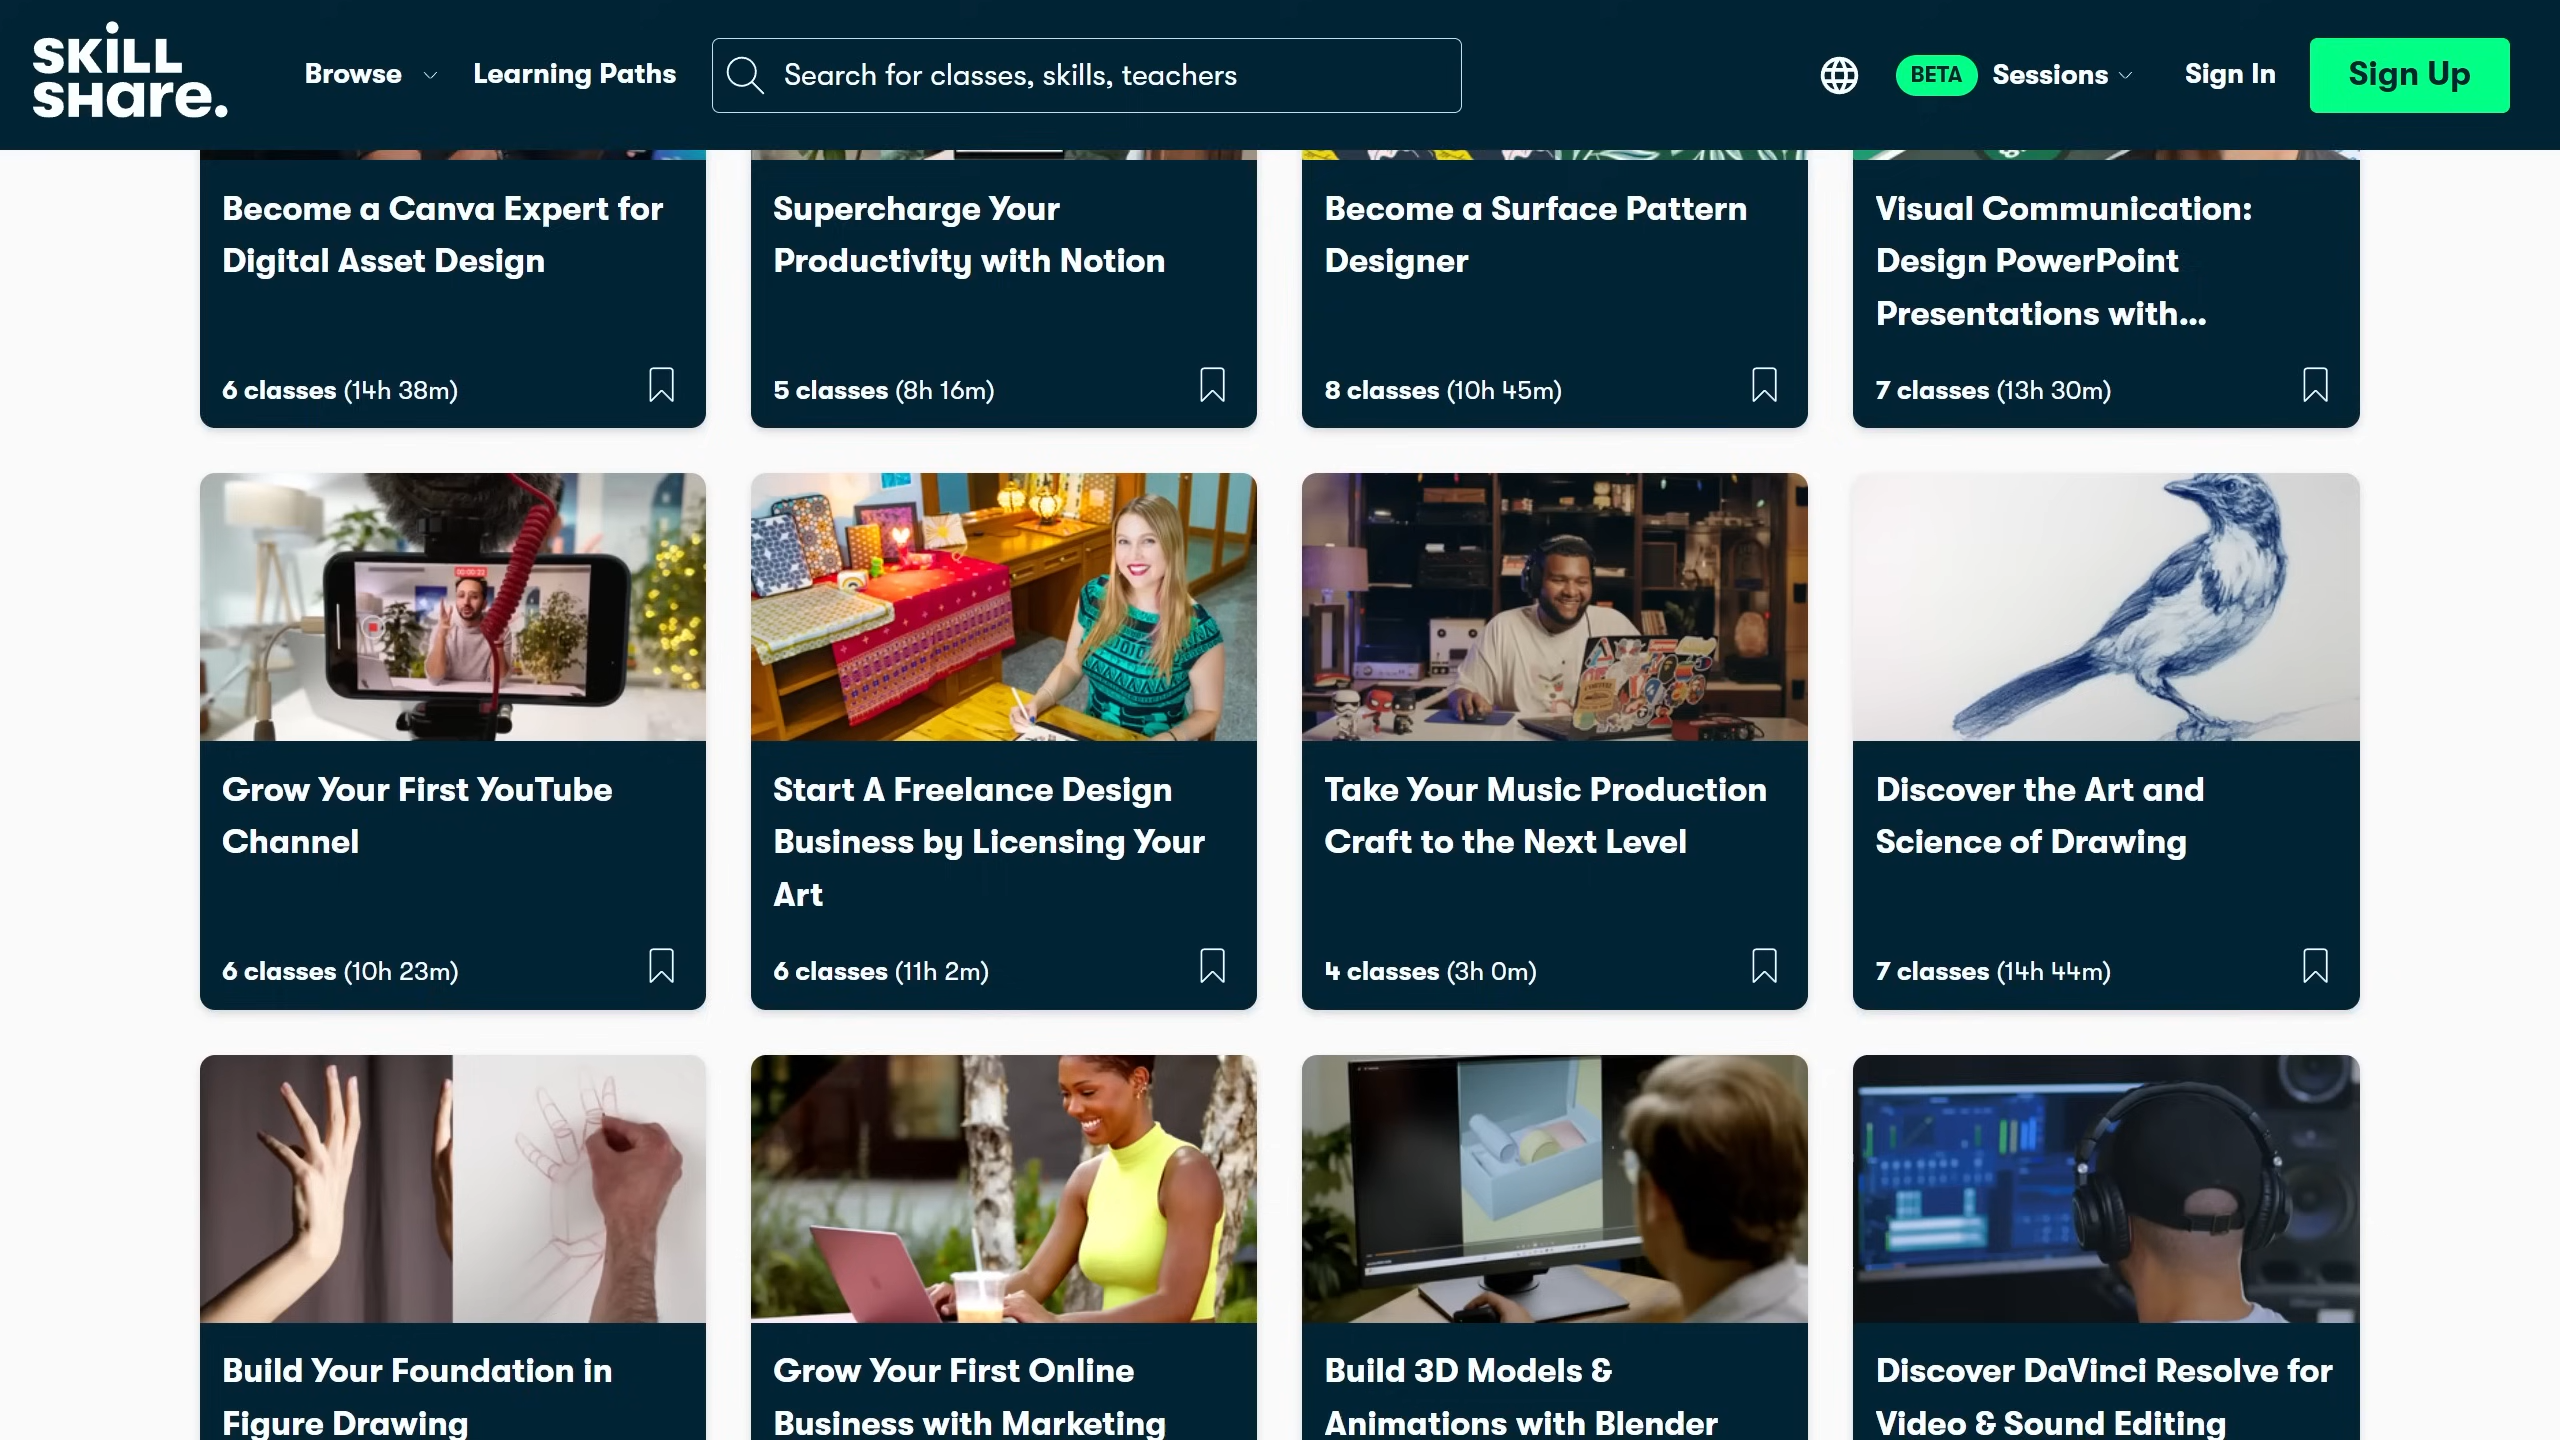 SKiLL
SHare.
Browse
Learning Paths
Search for classes, skills, teachers
BETA
Sessions
Sign In
Sign Up
Become a Canva Expert for
Digital Asset Design
6 classes (14h 38m)
Supercharge Your
Productivity with Notion
5 classes (8h 16m)
Become a Surface Pattern
Designer
8 classes (10h 45m)
Visual Communication:
Design PowerPoint
Presentations with...
7 classes (13h 30m)
Grow Your First YouTube
Channel
6 classes (10h 23m)
Start A Freelance Design
Business by Licensing Your
Art
6 classes (11h 2m)
Take Your Music Production
Craft to the Next Level
4 classes (3h 0m)
Discover the Art and
Science of Drawing
7 classes (14h 44m)
Build Your Foundation in
Figure Drawing
Grow Your First Online
Business with Marketing
Build 3D Models &
Animations with Blender
Discover DaVinci Resolve for
Video & Sound Editing